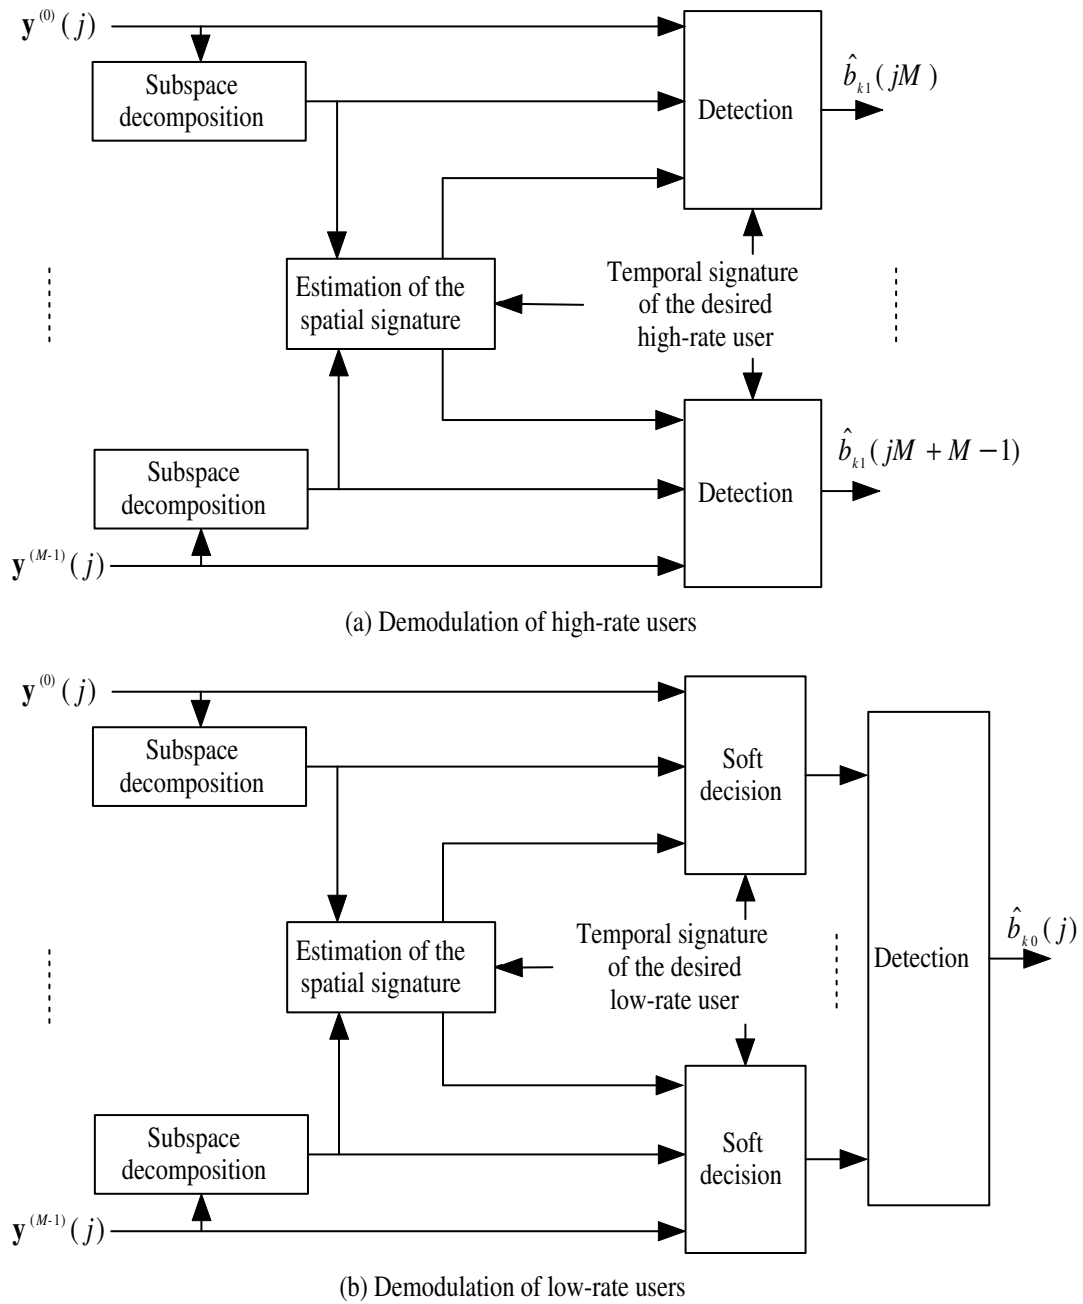 y^(0)(j)
Subspace
decomposition
Detection
b̂_k1(jM)
Estimation of the
spatial signature
Temporal signature
of the desired
high-rate user
Subspace
decomposition
Detection
b̂_k1(jM + M − 1)
y^(M-1)(j)
(a) Demodulation of high-rate users
y^(0)(j)
Subspace
decomposition
Soft
decision
Estimation of the
spatial signature
Temporal signature
of the desired
low-rate user
Detection
b̂_k0(j)
Subspace
decomposition
Soft
decision
y^(M-1)(j)
(b) Demodulation of low-rate users